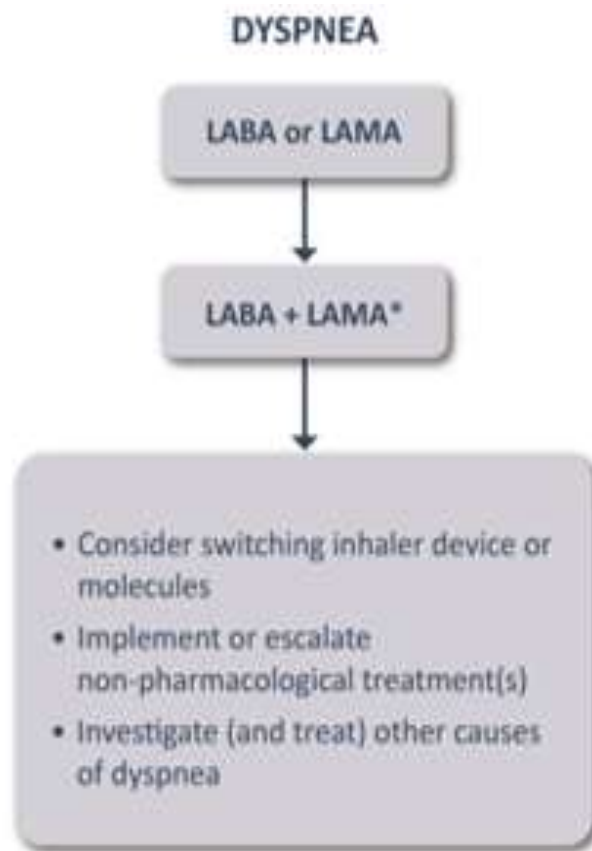 DYSPNEA
LABA or LAMA
LABA + LAMA*
• Consider switching inhaler device or
molecules
• Implement or escalate
non-pharmacological treatment(s)
• Investigate (and treat) other causes
of dyspnea